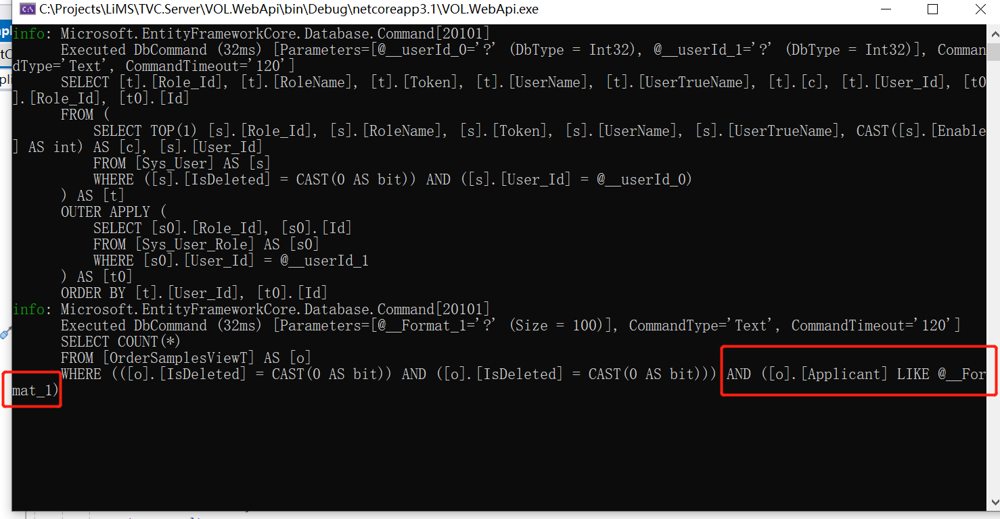 C:\Projects\LiMS\TVC.Server\VOL.WebApi\bin\Debug\netcoreapp3.1\VOL.WebApi.exe
info: Microsoft.EntityFrameworkCore.Database.Command[20101]
Executed DbCommand (32ms) [Parameters=[@__userId_0='?' (DbType = Int32), @__userId_1='?' (DbType = Int32)], Comman
dType='Text', CommandTimeout='120']
SELECT [t].[Role_Id], [t].[RoleName], [t].[Token], [t].[UserName], [t].[UserTrueName], [t].[c], [t].[User_Id], [t0
].[Role_Id], [t0].[Id]
FROM (
SELECT TOP(1) [s].[Role_Id], [s].[RoleName], [s].[Token], [s].[UserName], [s].[UserTrueName], CAST([s].[Enable
] AS int) AS [c], [s].[User_Id]
FROM [Sys_User] AS [s]
WHERE ([s].[IsDeleted] = CAST(0 AS bit)) AND ([s].[User_Id] = @__userId_0)
) AS [t]
OUTER APPLY (
SELECT [s0].[Role_Id], [s0].[Id]
FROM [Sys_User_Role] AS [s0]
WHERE [s0].[User_Id] = @__userId_1
) AS [t0]
ORDER BY [t].[User_Id], [t0].[Id]
info: Microsoft.EntityFrameworkCore.Database.Command[20101]
Executed DbCommand (32ms) [Parameters=[@__Format_1='?' (Size = 100)], CommandType='Text', CommandTimeout='120']
SELECT COUNT(*)
FROM [OrderSamplesViewT] AS [o]
WHERE (([o].[IsDeleted] = CAST(0 AS bit)) AND ([o].[IsDeleted] = CAST(0 AS bit))) AND ([o].[Applicant] LIKE @__For
mat_1)